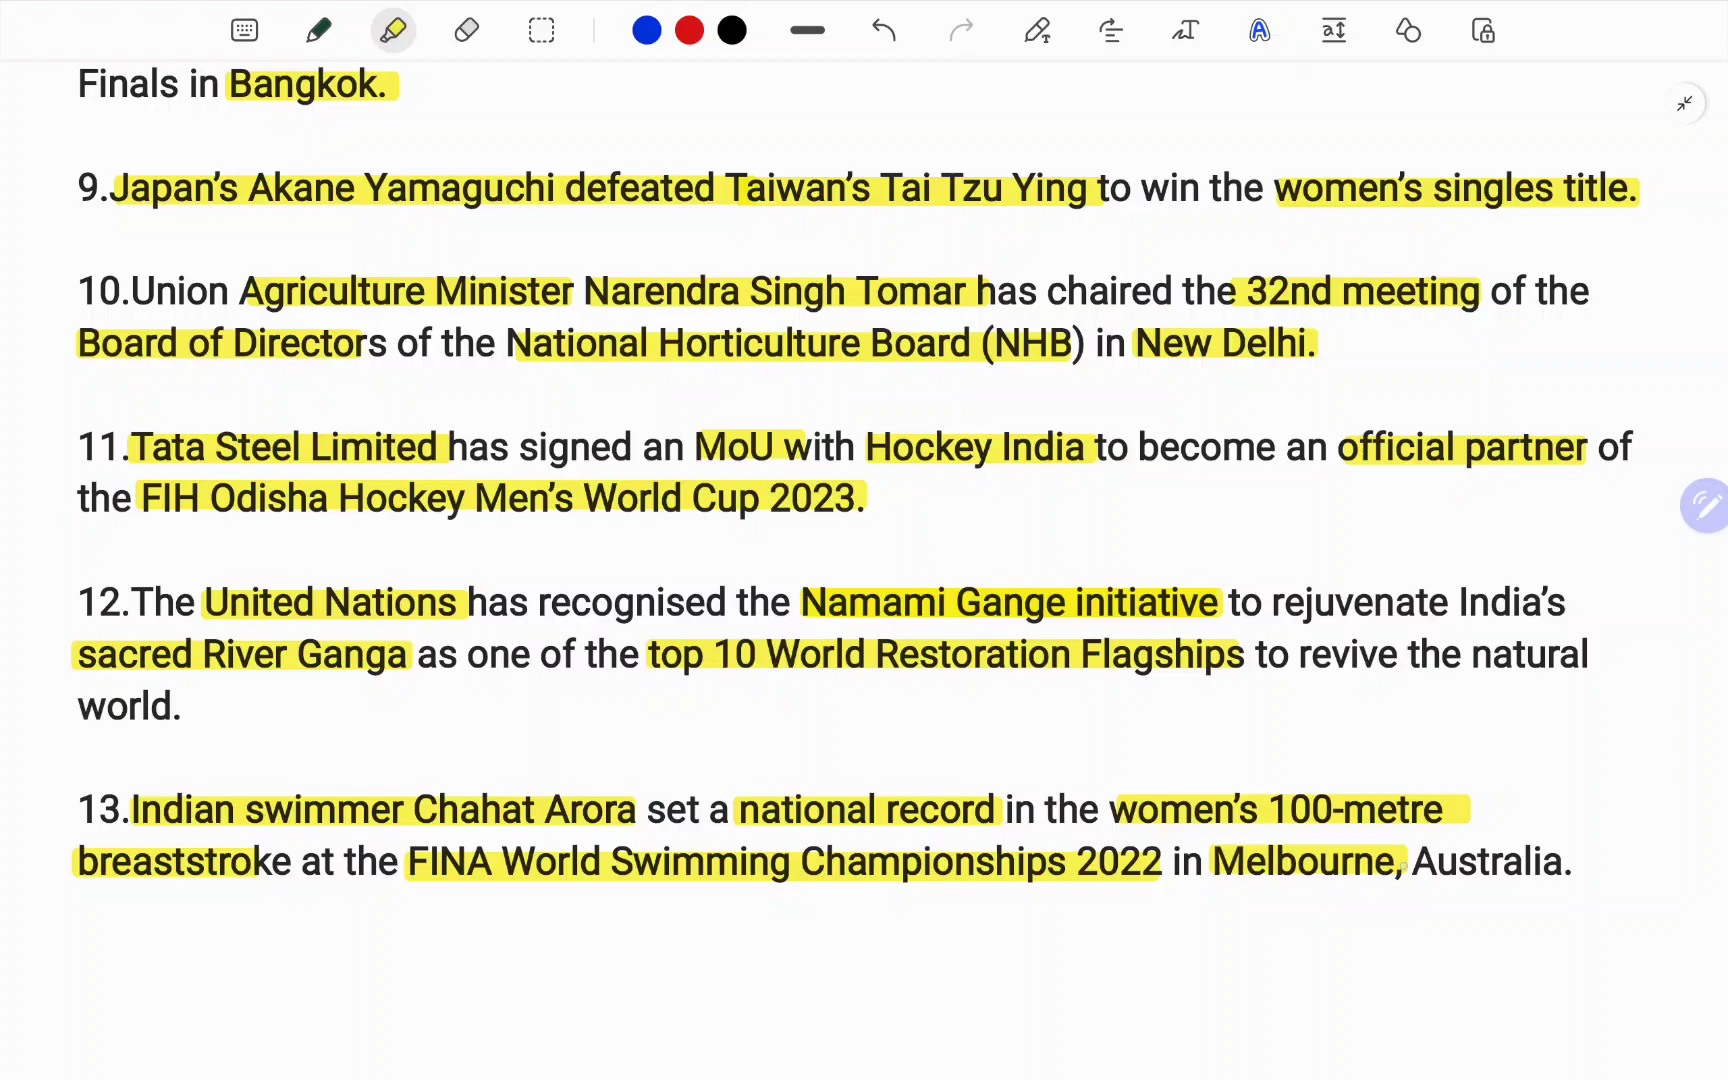 Finals in Bangkok.
9.Japan’s Akane Yamaguchi defeated Taiwan’s Tai Tzu Ying to win the women’s singles title.
10.Union Agriculture Minister Narendra Singh Tomar has chaired the 32nd meeting of the
Board of Directors of the National Horticulture Board (NHB) in New Delhi.
11.Tata Steel Limited has signed an MoU with Hockey India to become an official partner of
the FIH Odisha Hockey Men’s World Cup 2023.
12.The United Nations has recognised the Namami Gange initiative to rejuvenate India’s
sacred River Ganga as one of the top 10 World Restoration Flagships to revive the natural
world.
13.Indian swimmer Chahat Arora set a national record in the women’s 100-metre
breaststroke at the FINA World Swimming Championships 2022 in Melbourne, Australia.